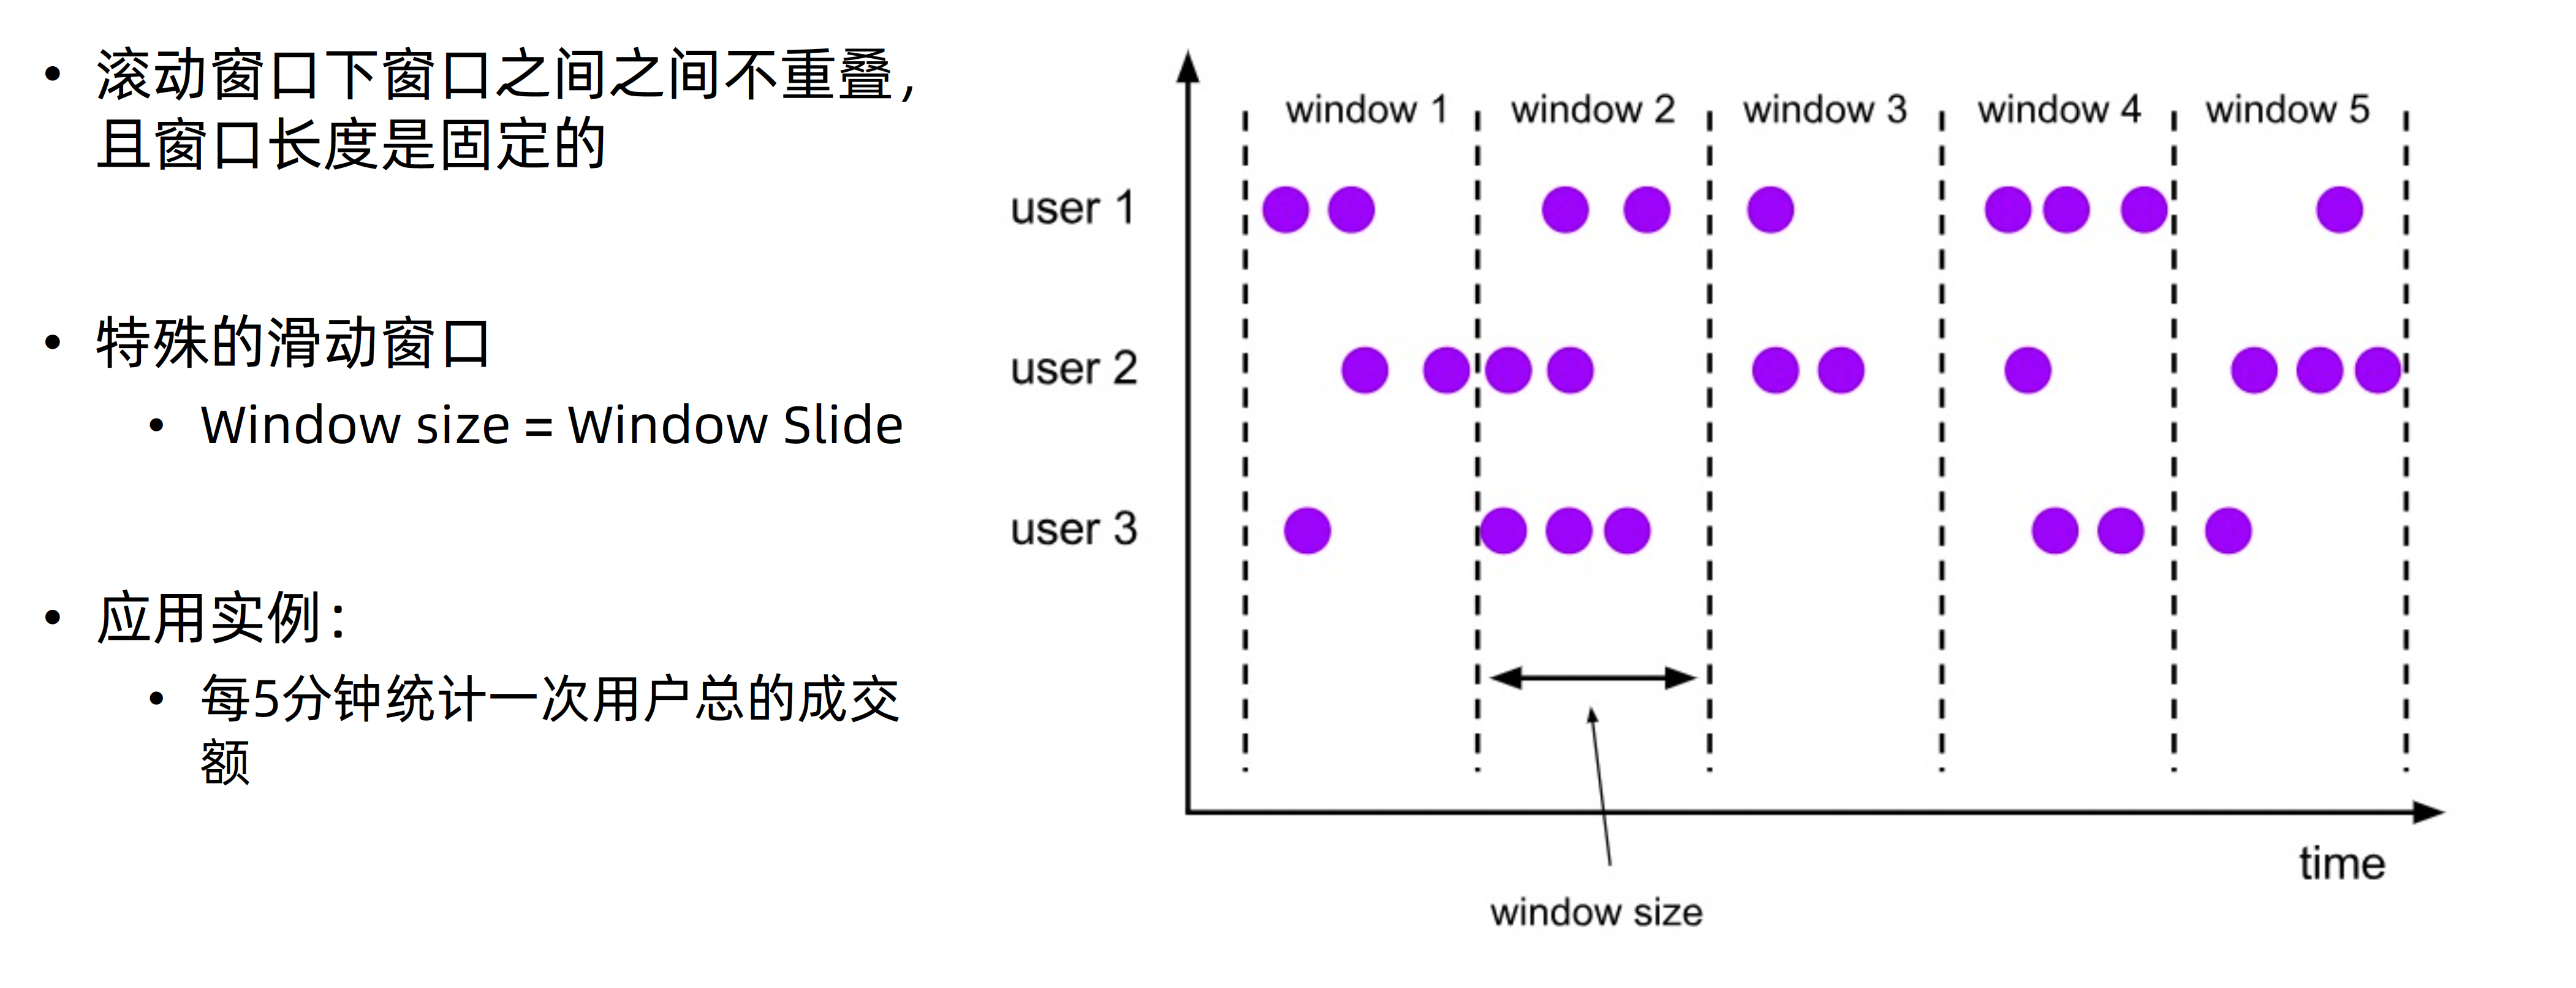 • 滚动窗口下窗口之间之间不重叠，
且窗口长度是固定的
• 特殊的滑动窗口
• Window size = Window Slide
• 应用实例：
• 每5分钟统计一次用户总的成交
额
window 1 window 2 window 3 window 4 window 5
user 1
user 2
user 3
time
window size